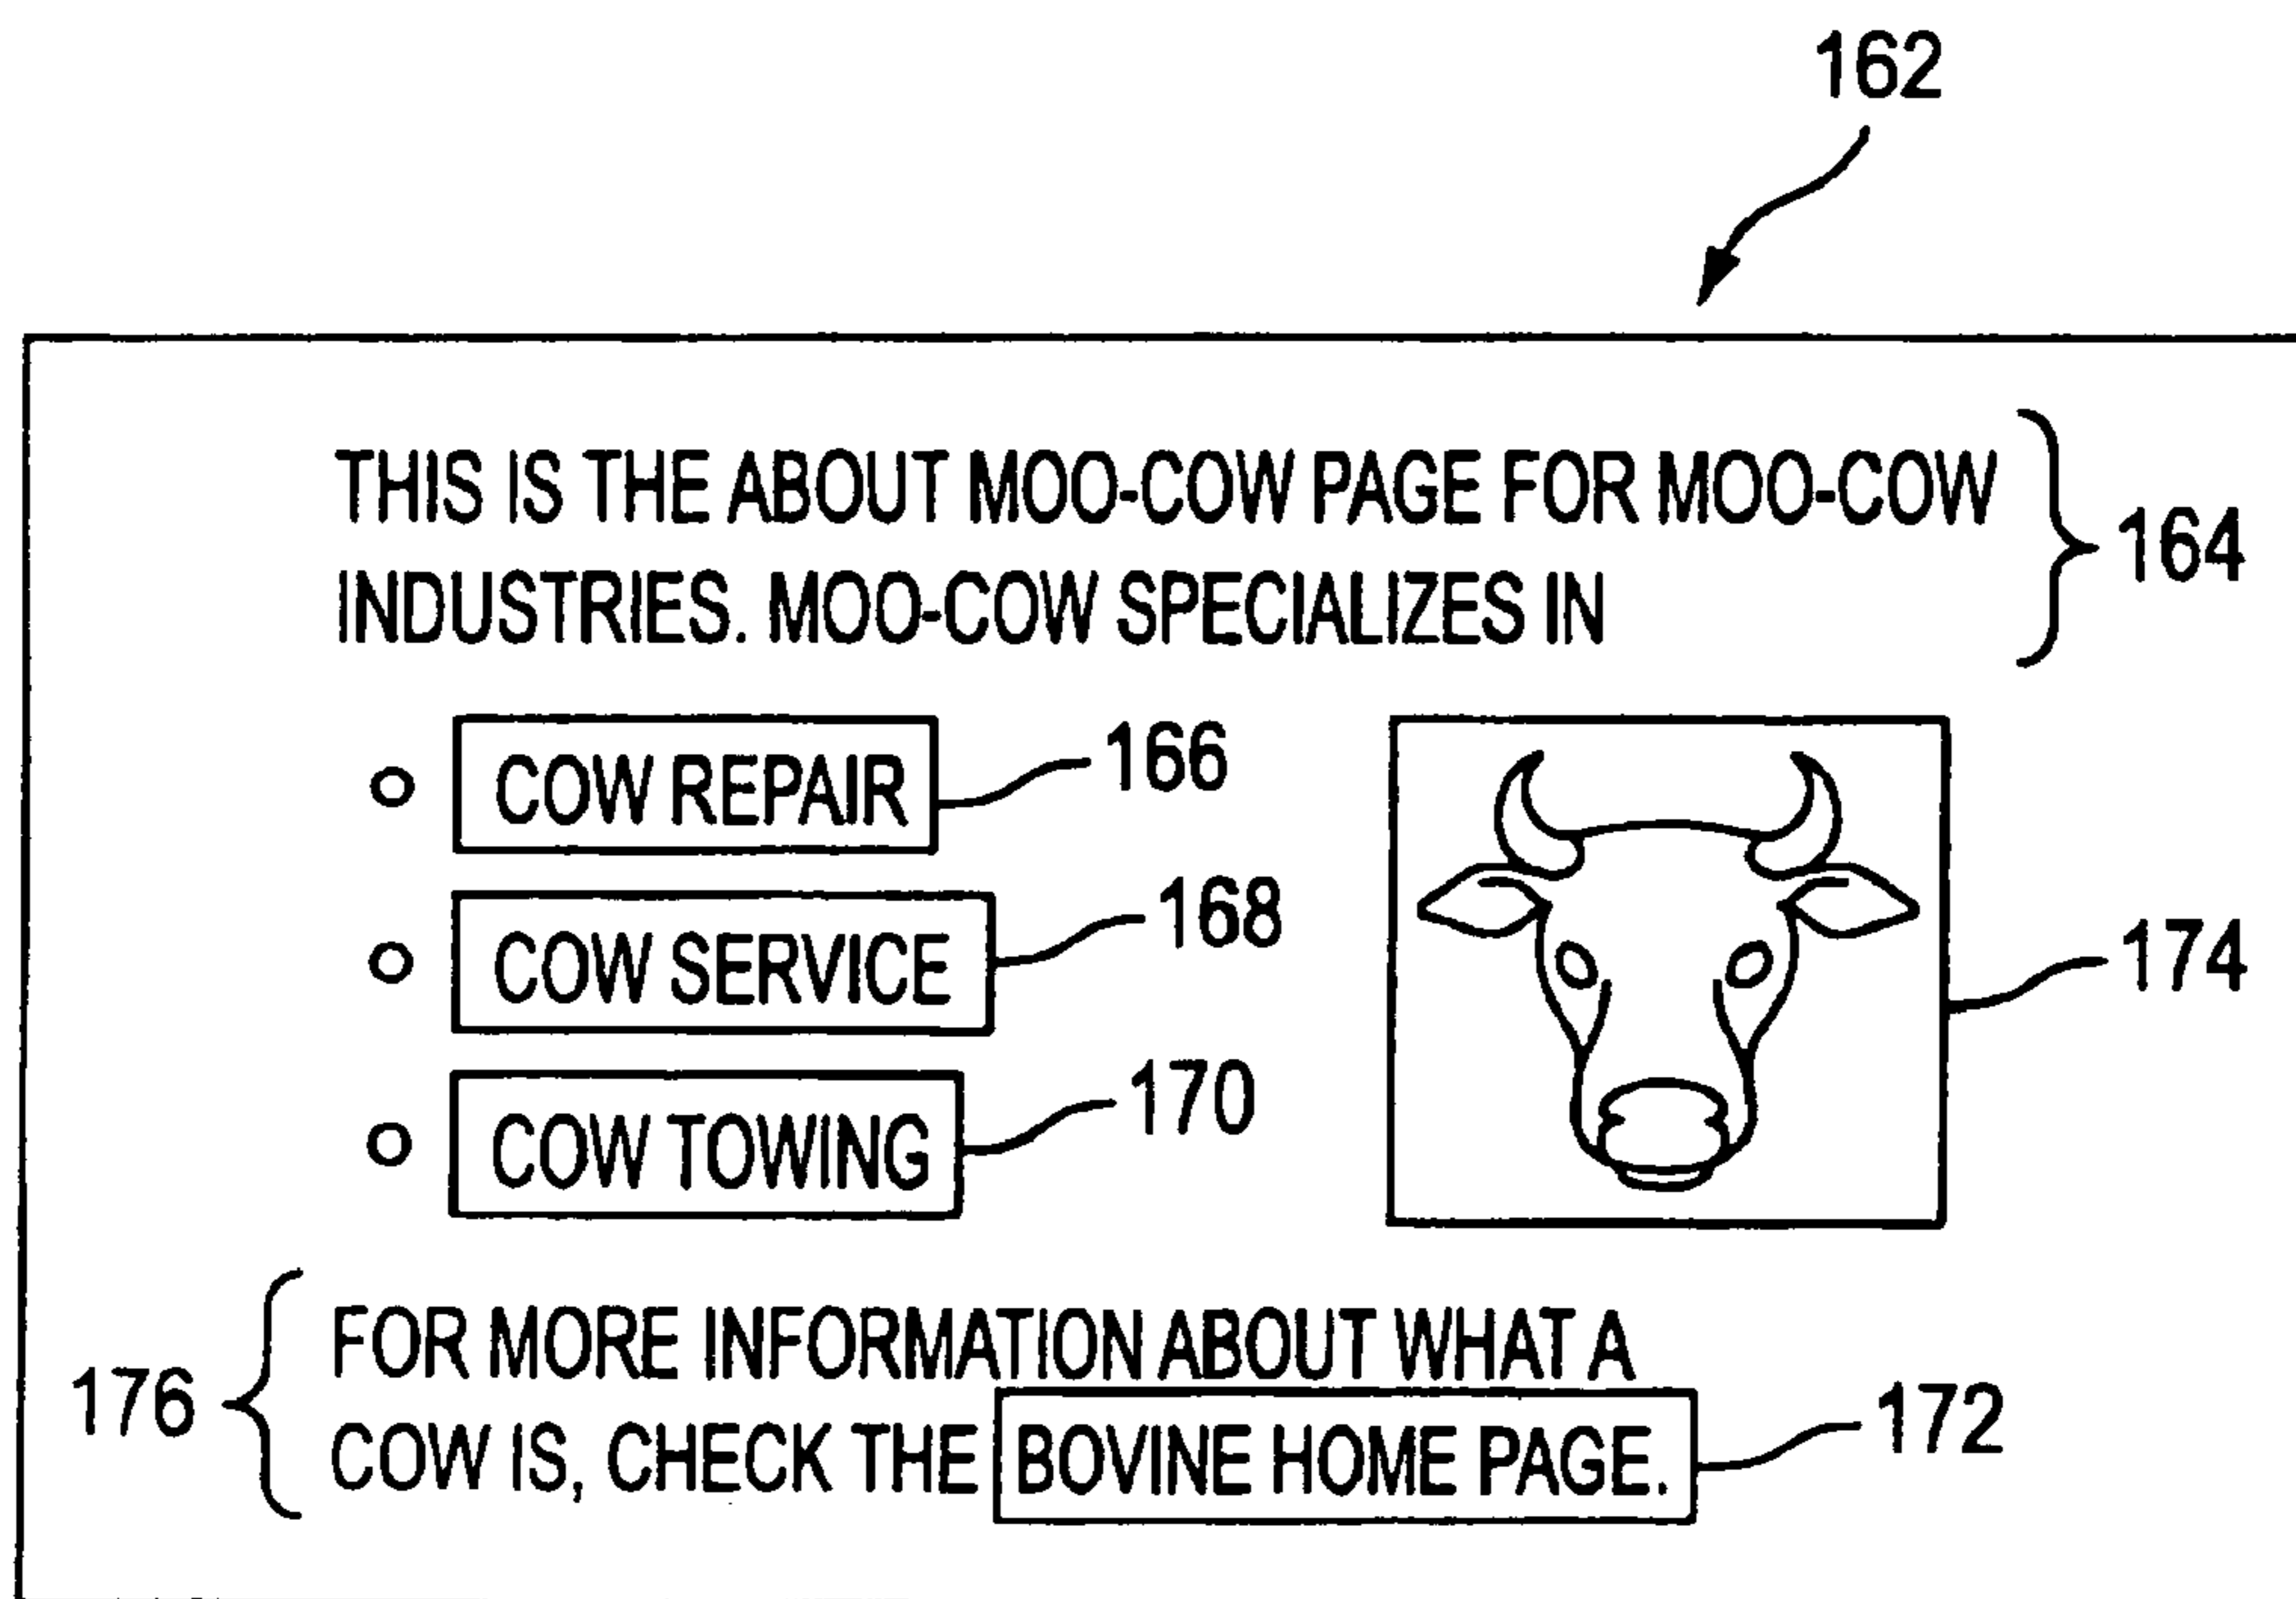 162
THIS IS THE ABOUT MOO-COW PAGE FOR MOO-COW
INDUSTRIES. MOO-COW SPECIALIZES IN
164
COW REPAIR
166
COW SERVICE
168
174
COW TOWING
170
FOR MORE INFORMATION ABOUT WHAT A
176
COW IS, CHECK THE BOVINE HOME PAGE.
172